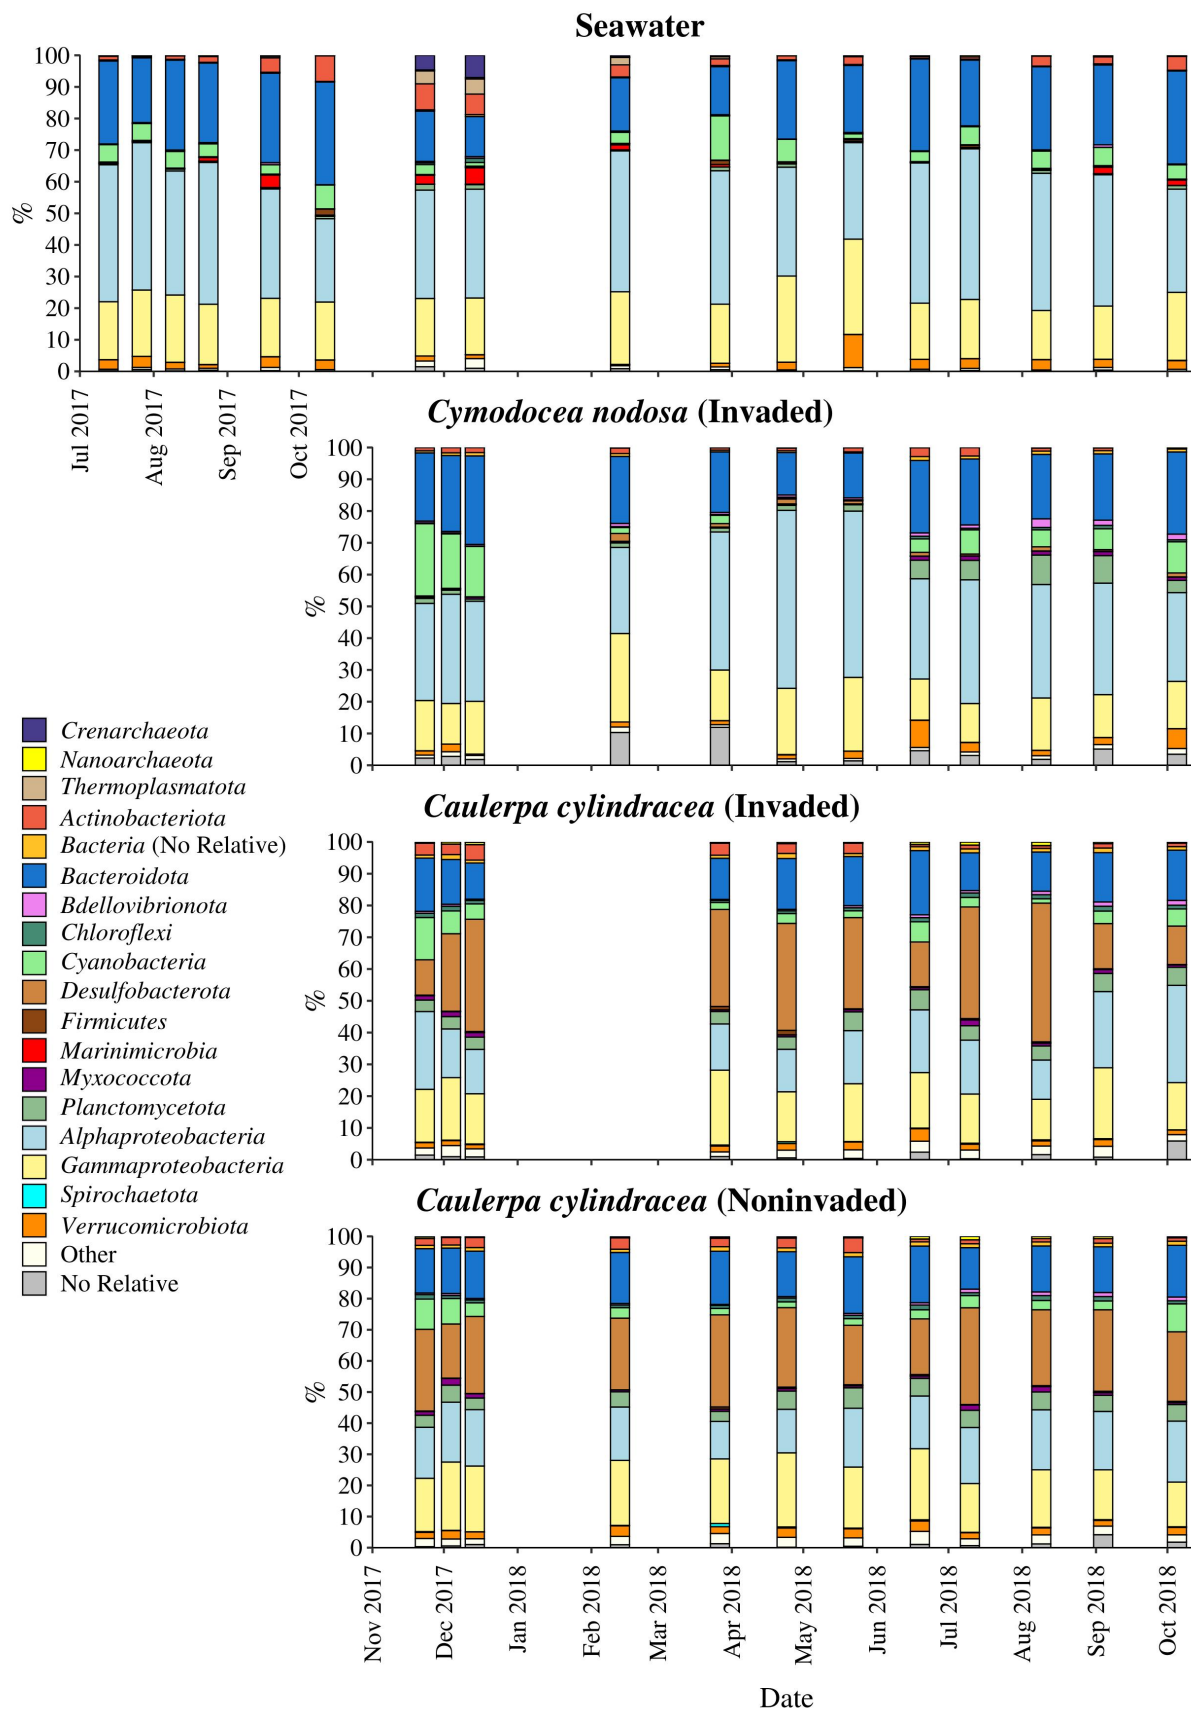 Seawater
100
90
80
70
60
50
40
30
20
10
0
%
Jul 2017
Aug 2017
Sep 2017
Oct 2017
Cymodocea nodosa (Invaded)
100
90
80
70
60
50
40
30
20
10
0
%
Crenarchaeota
Nanoarchaeota
Thermoplasmatota
Actinobacteriota
Bacteria (No Relative)
Bacteroidota
Bdellovibrionota
Chloroflexi
Cyanobacteria
Desulfobacterota
Firmicutes
Marinimicrobia
Myxococcota
Planctomycetota
Alphaproteobacteria
Gammaproteobacteria
Spirochaetota
Verrucomicrobiota
Other
No Relative
Caulerpa cylindracea (Invaded)
100
90
80
70
60
50
40
30
20
10
0
%
Caulerpa cylindracea (Noninvaded)
100
90
80
70
60
50
40
30
20
10
0
%
Nov 2017
Dec 2017
Jan 2018
Feb 2018
Mar 2018
Apr 2018
May 2018
Jun 2018
Jul 2018
Aug 2018
Sep 2018
Oct 2018
Date